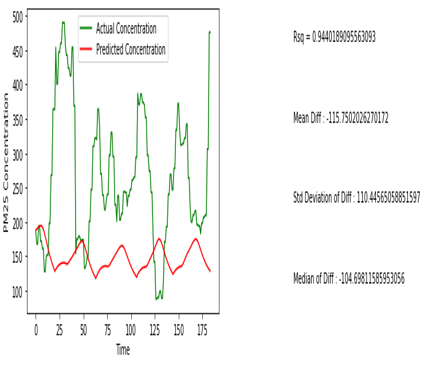 500
450
400
350
300
250
200
150
100
PM25 Concentration
Actual Concentration
Predicted Concentration
0 25 50 75 100 125 150 175
Time
Rsq = 0.9440189095563093
Mean Diff : -115.7502026270172
Std Deviation of Diff : 110.44565058851597
Median of Diff : -104.69811585953056